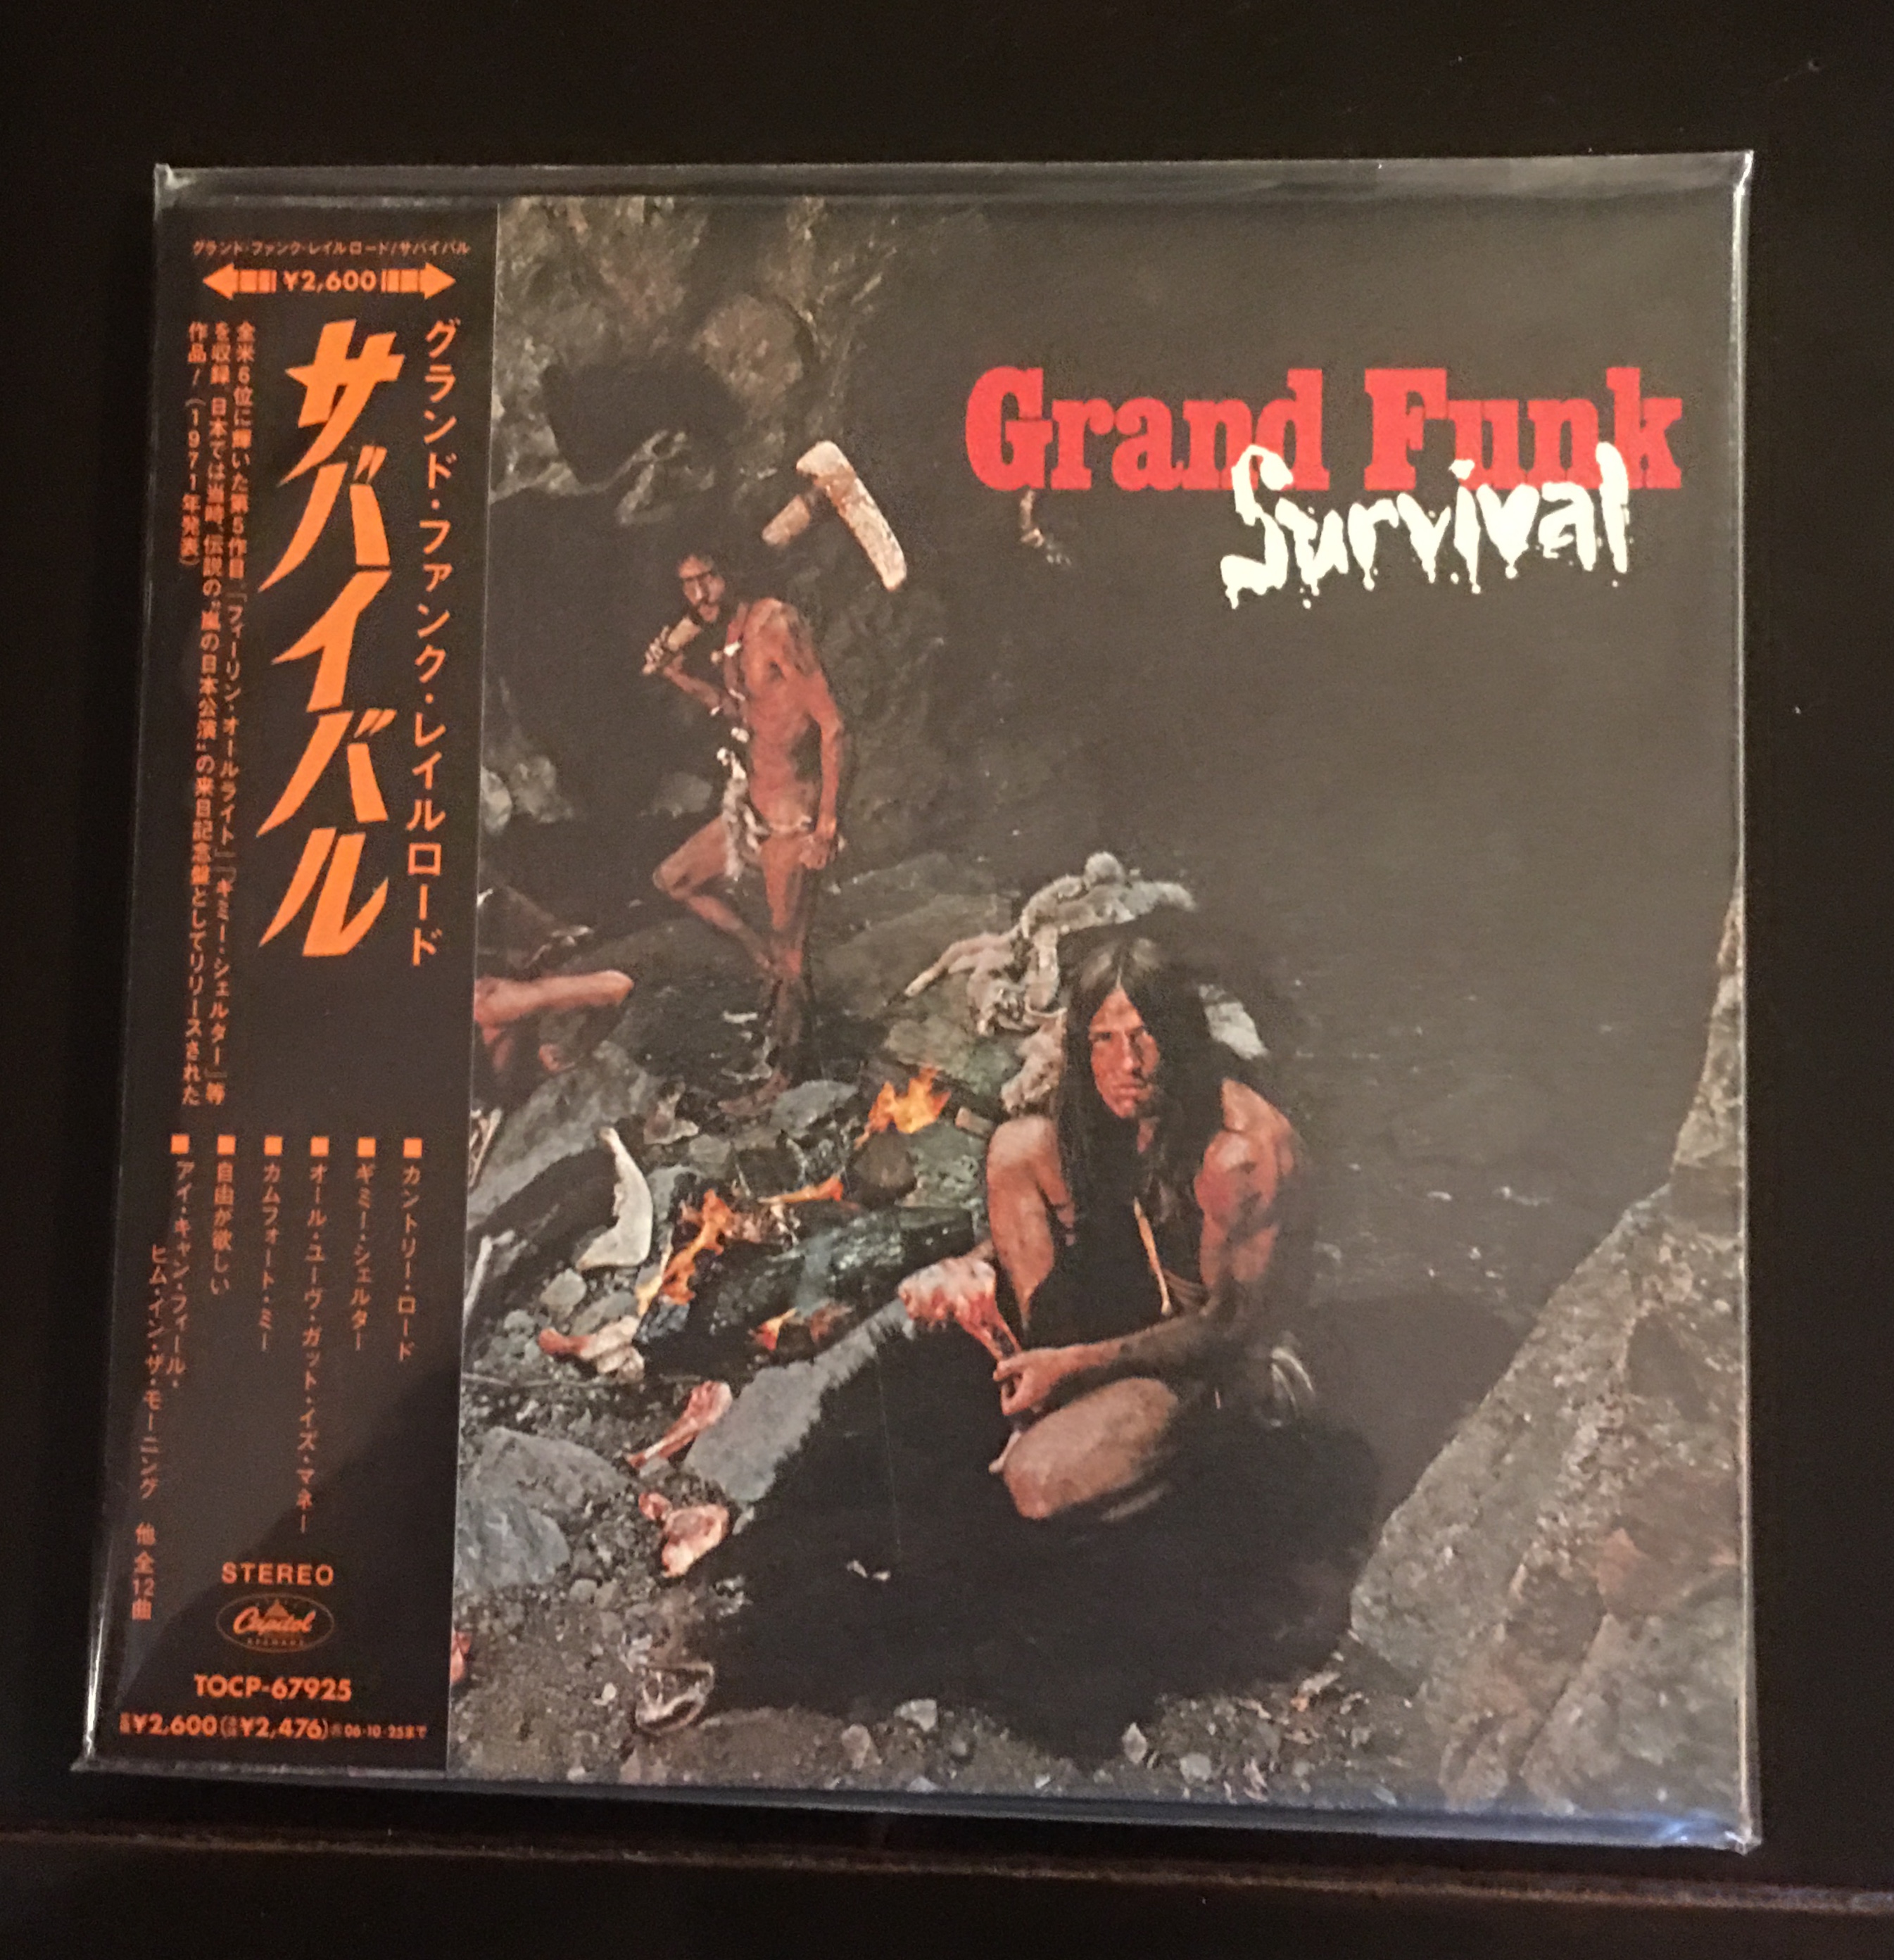 グランド・ファンク・レイルロード/サバイバル
¥2,600
グランド・ファンク・レイルロード
サバイバル
全米6位に輝いた第5作目「フィーリン・オールライト」「ギミー・シェルター」等
を収録、日本では当時、伝説の“嵐の日本公演”の来日記念盤としてリリースされた
作品!(1971年発表)
■カントリー・ロード
■ギミー・シェルター
■オール・ユーヴ・ガット・イズ・マネー
■カムフォート・ミー
■自由が欲しい
■アイ・キャン・フィール・
ヒム・イン・ザ・モーニング 他 全12曲
STEREO
Capitol
RECORDS
TOCP-67925
¥2,600(¥2,476) 06・10・25まで
Grand Funk
Survival